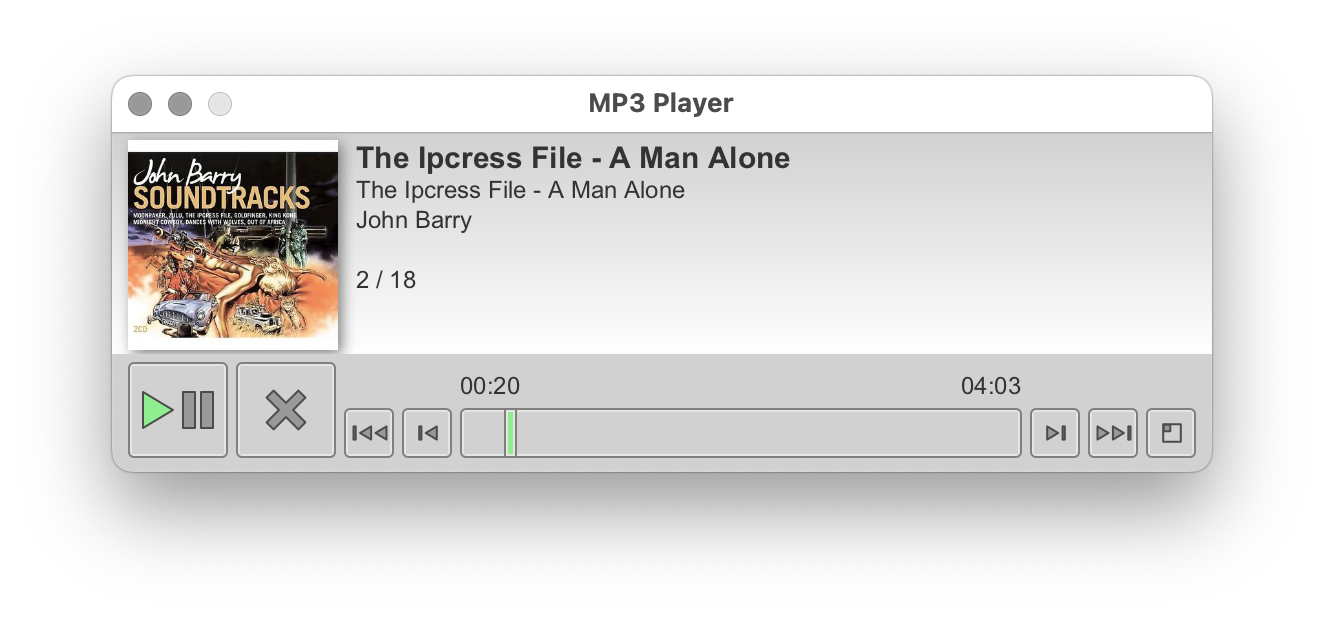 MP3 Player
John Barry
SOUNDTRACKS
MOONRAKER, ZULU, THE IPCRESS FILE, GOLDFINGER, KING KONG
MIDNIGHT COWBOY, DANCES WITH WOLVES, OUT OF AFRICA
2CD
The Ipcress File - A Man Alone
The Ipcress File - A Man Alone
John Barry
2 / 18
00:20
04:03